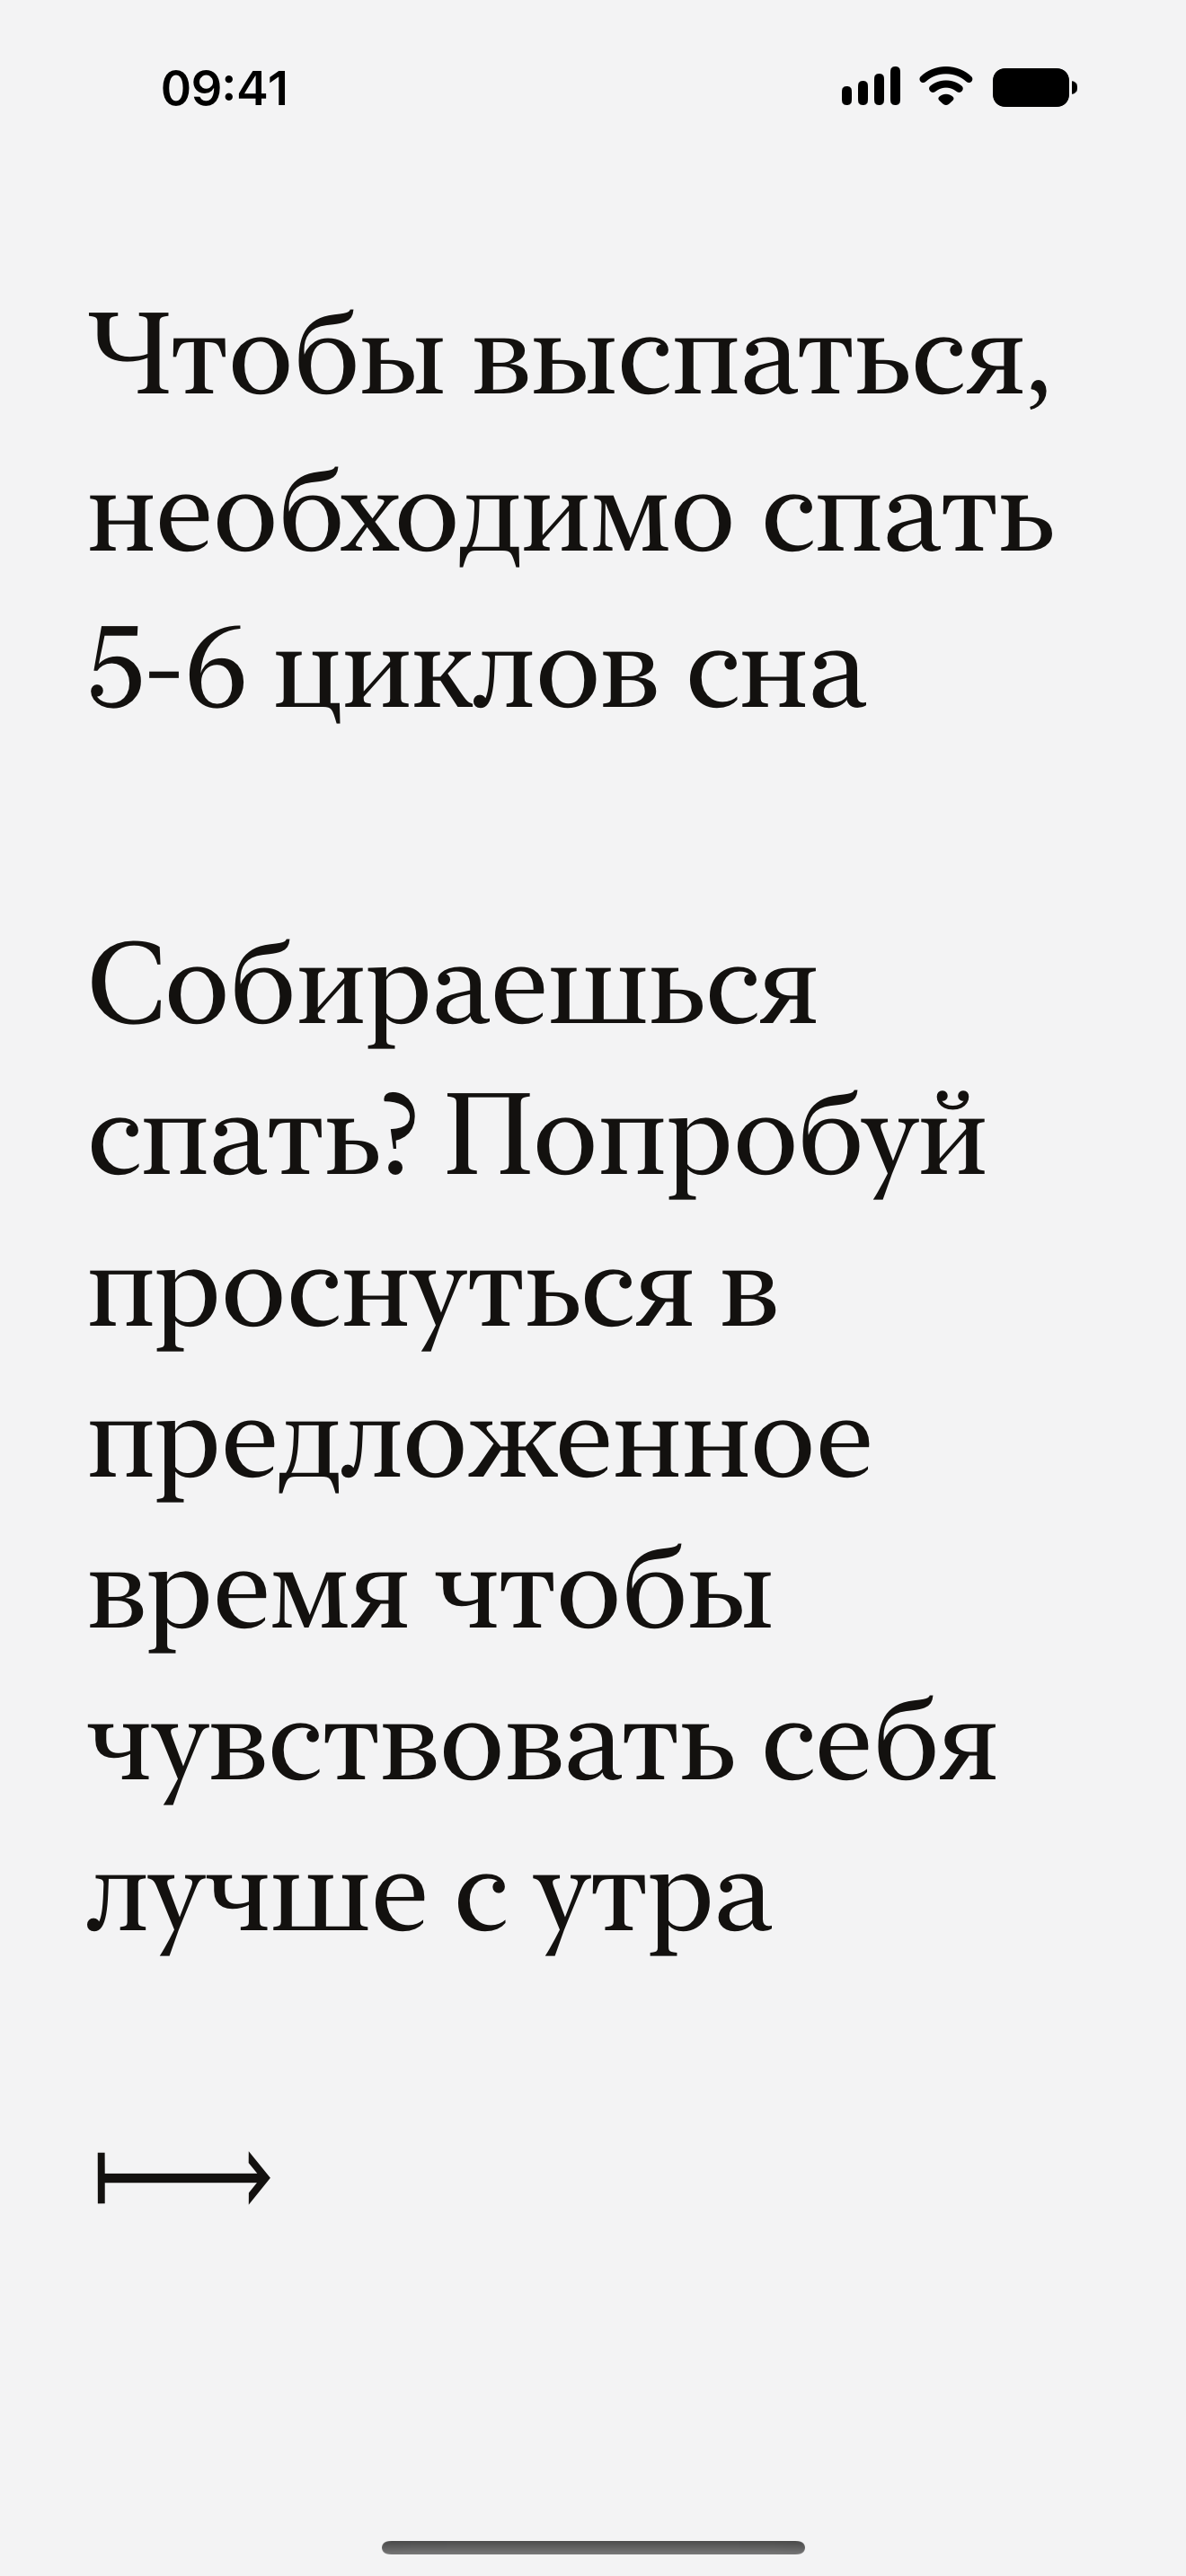 09:41
Чтобы выспаться,
необходимо спать
5-6 циклов сна
Собираешься
спать? Попробуй
проснуться в
предложенное
время чтобы
чувствовать себя
лучше с утра